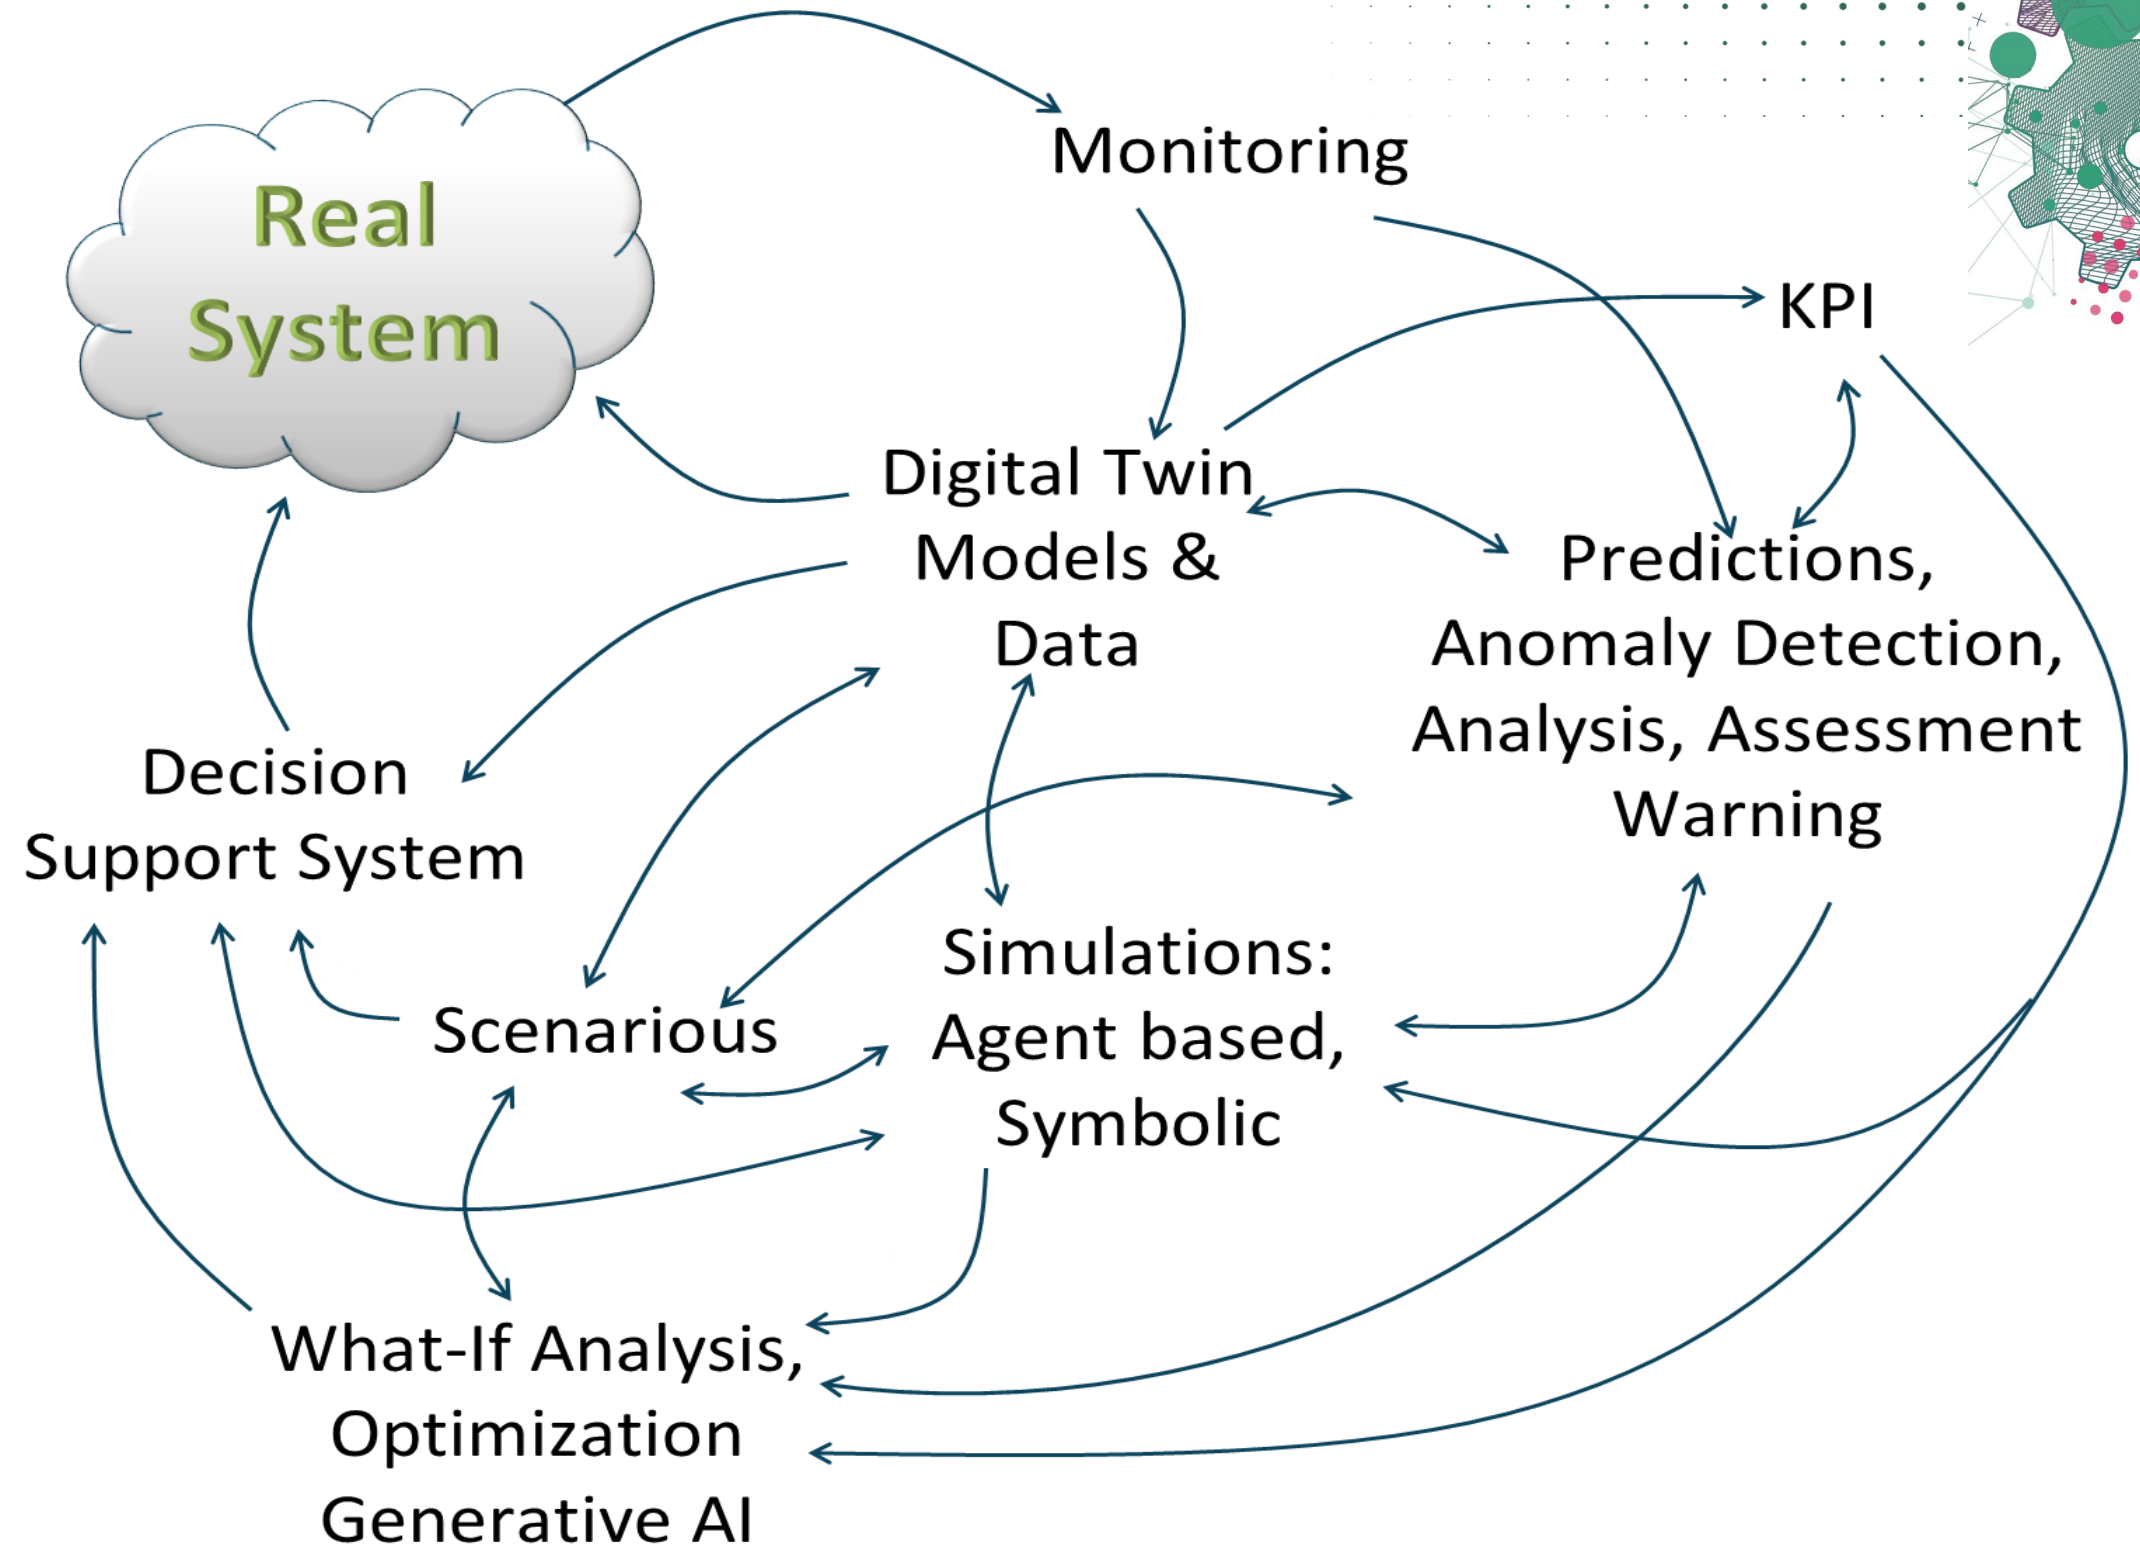 Real
System
Monitoring
KPI
Digital Twin
Models &
Data
Predictions,
Anomaly Detection,
Analysis, Assessment
Warning
Decision
Support System
Scenarious
Simulations:
Agent based,
Symbolic
What-If Analysis,
Optimization
Generative AI